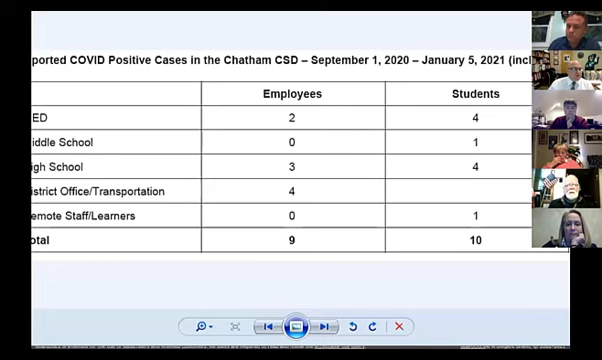 ported COVID Positive Cases in the Chatham CSD – September 1, 2020 – January 5, 2021 (incl
Employees Students
ED 2 4
iddle School 0 1
igh School 3 4
istrict Office/Transportation 4
emote Staff/Learners 0 1
otal 9 10